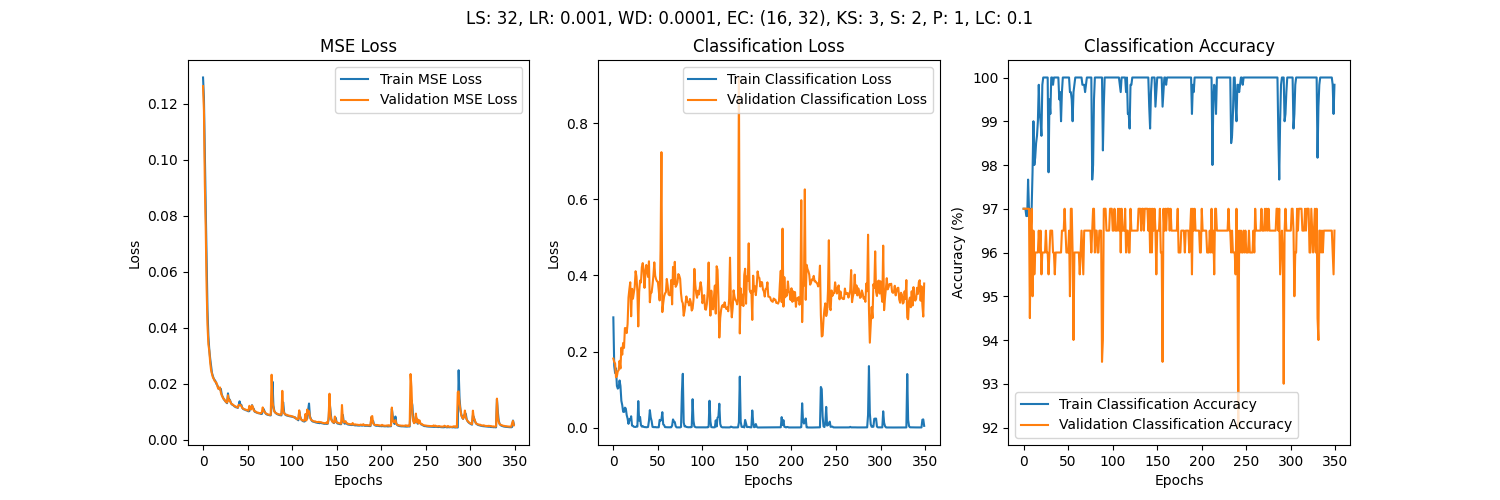 LS: 32, LR: 0.001, WD: 0.0001, EC: (16, 32), KS: 3, S: 2, P: 1, LC: 0.1
MSE Loss
Train MSE Loss
Validation MSE Loss
0.12
0.10
0.08
0.06
0.04
0.02
0.00
Loss
0 50 100 150 200 250 300 350
Epochs
Classification Loss
Train Classification Loss
Validation Classification Loss
0.8
0.6
0.4
0.2
0.0
Loss
0 50 100 150 200 250 300 350
Epochs
Classification Accuracy
100
99
98
97
96
95
94
93
92
Accuracy (%)
Train Classification Accuracy
Validation Classification Accuracy
0 50 100 150 200 250 300 350
Epochs